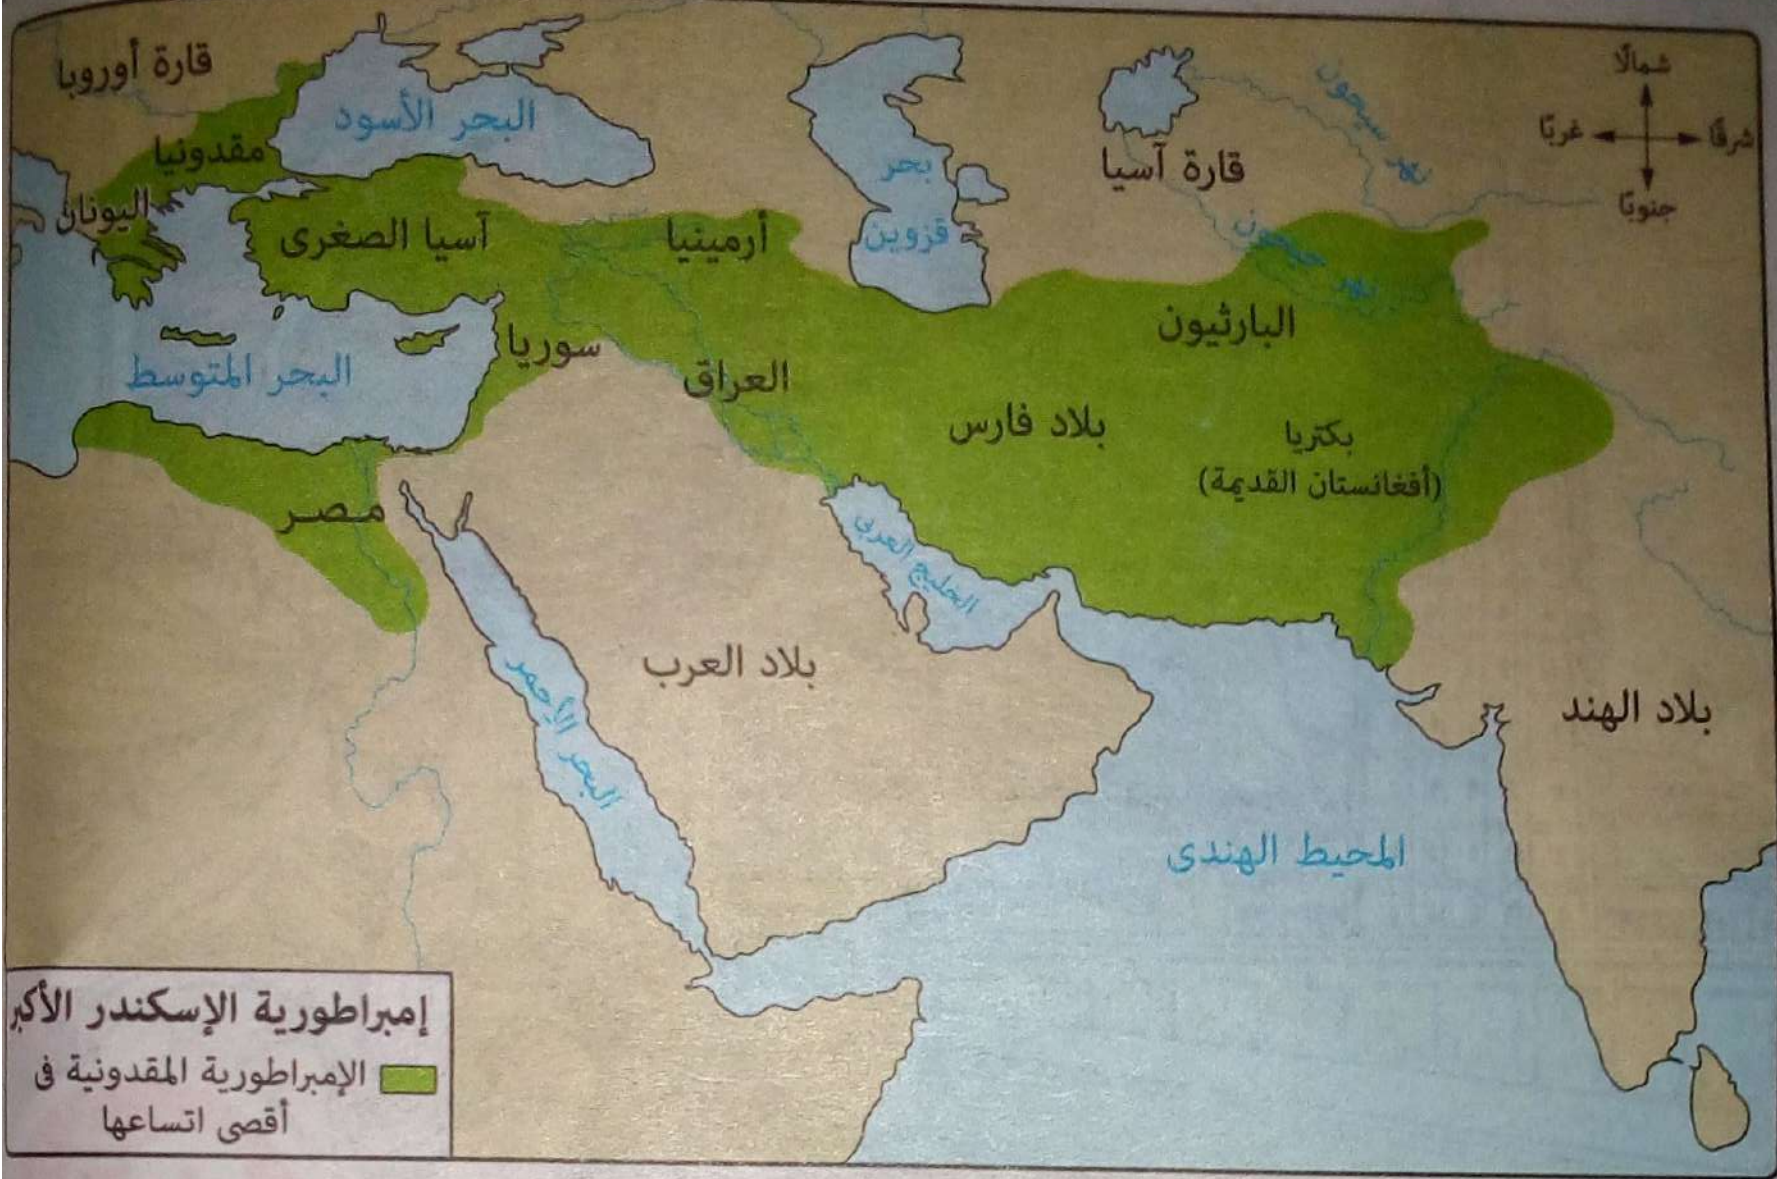 قارة أوروبا
البحر الأسود
مقدونيا
اليونان
آسيا الصغرى
أرمينيا
بحر
قزوين
قارة آسيا
نهر سيحون
نهر جيحون
شمالًا
شرقًا
غربًا
جنوبًا
البارثيون
سوريا
العراق
البحر المتوسط
بلاد فارس
بكتريا
(أفغانستان القديمة)
مصر
الخليج العربى
بلاد العرب
البحر الأحمر
بلاد الهند
المحيط الهندى
إمبراطورية الإسكندر الأكبر
الإمبراطورية المقدونية فى
أقصى اتساعها